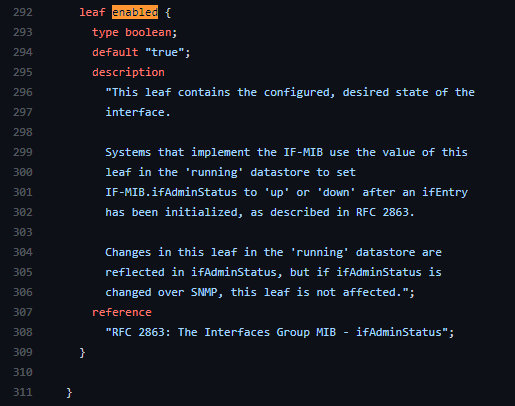 292 leaf enabled {
293 type boolean;
294 default "true";
295 description
296 "This leaf contains the configured, desired state of the
297 interface.
298
299 Systems that implement the IF-MIB use the value of this
300 leaf in the 'running' datastore to set
301 IF-MIB.ifAdminStatus to 'up' or 'down' after an ifEntry
302 has been initialized, as described in RFC 2863.
303
304 Changes in this leaf in the 'running' datastore are
305 reflected in ifAdminStatus, but if ifAdminStatus is
306 changed over SNMP, this leaf is not affected.";
307 reference
308 "RFC 2863: The Interfaces Group MIB - ifAdminStatus";
309 }
310
311 }